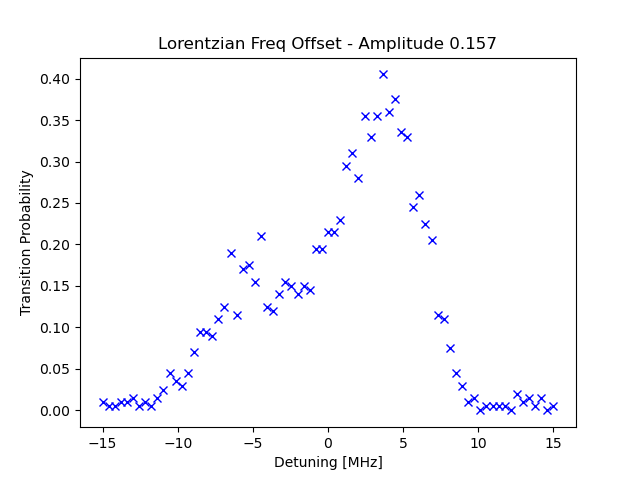 Lorentzian Freq Offset - Amplitude 0.157
Transition Probability
0.40
0.35
0.30
0.25
0.20
0.15
0.10
0.05
0.00
−15 −10 −5 0 5 10 15
Detuning [MHz]